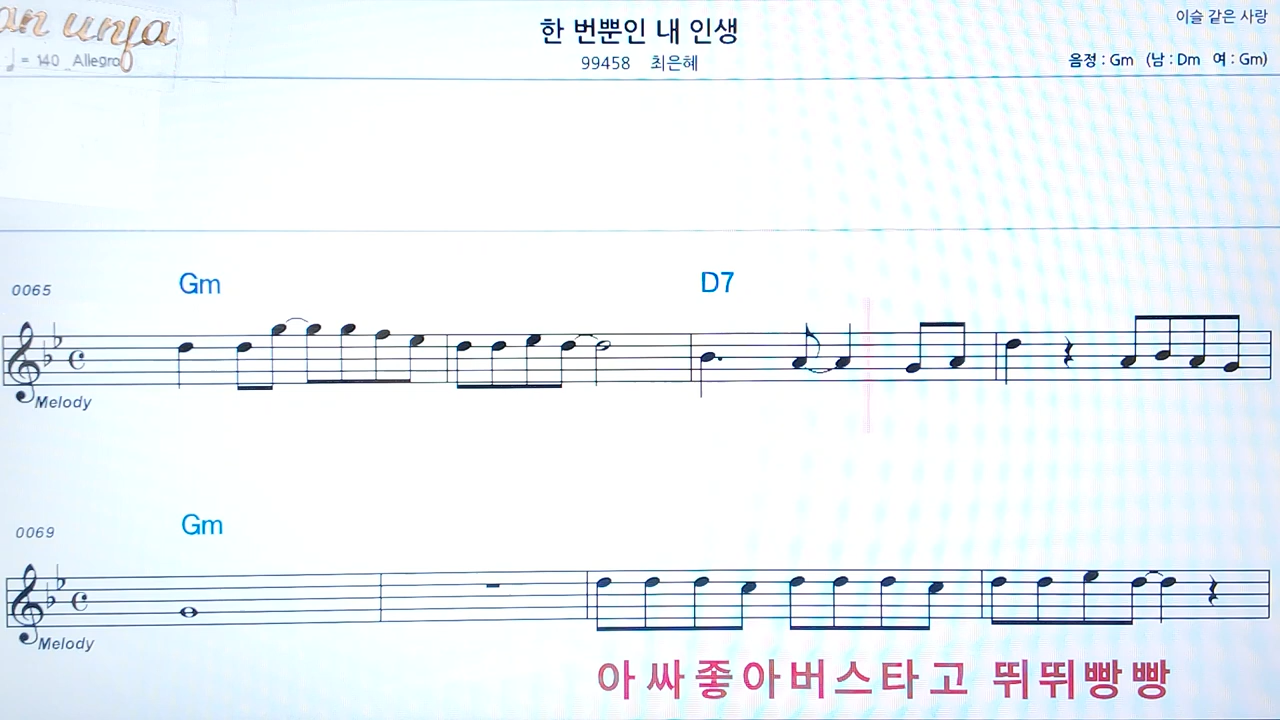 an unja
한 번뿐인 내 인생
이슬 같은 사랑
♩ = 140 Allegro
99458 최은혜
음정 : Gm (남 : Dm 여 : Gm)
0065
Gm
D7
Melody
0069
Gm
Melody
아싸좋아버스타고 뛰뛰빵빵